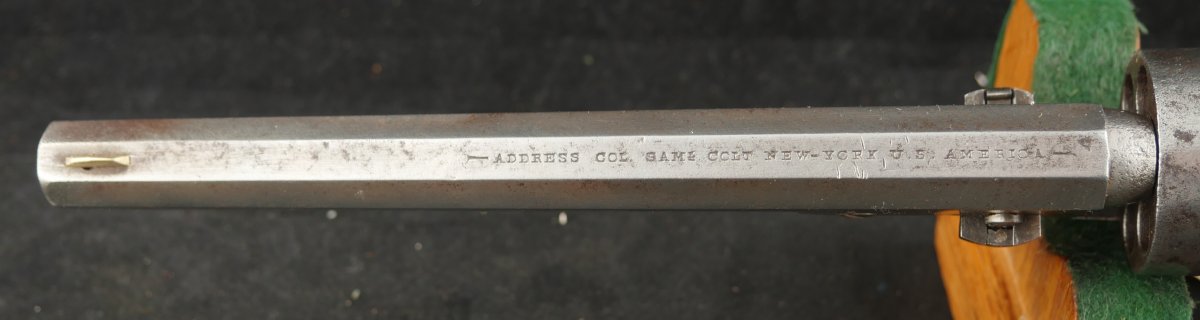 ADDRESS COL. SAML COLT NEW-YORK U.S. AMERICA